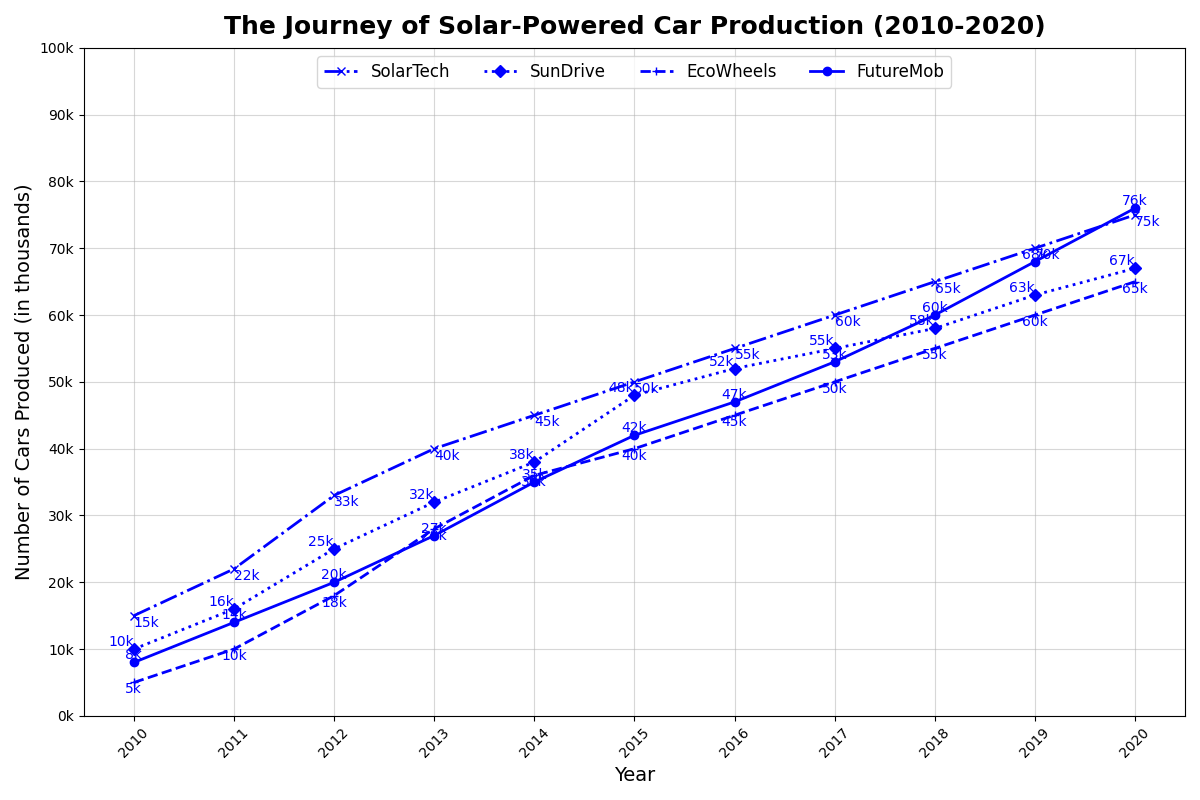 The Journey of Solar-Powered Car Production (2010-2020)
SolarTech SunDrive EcoWheels FutureMob
Number of Cars Produced (in thousands)
100k
90k
80k
70k
60k
50k
40k
30k
20k
10k
0k
15k
22k
33k
40k
45k
50k
55k
60k
65k
70k
75k
10k
16k
25k
32k
38k
48k
52k
55k
58k
63k
67k
5k
10k
18k
40k
45k
50k
55k
60k
65k
8k
14k
20k
27k
35k
42k
47k
53k
60k
68k
76k
2010
2011
2012
2013
2014
2015
2016
2017
2018
2019
2020
Year